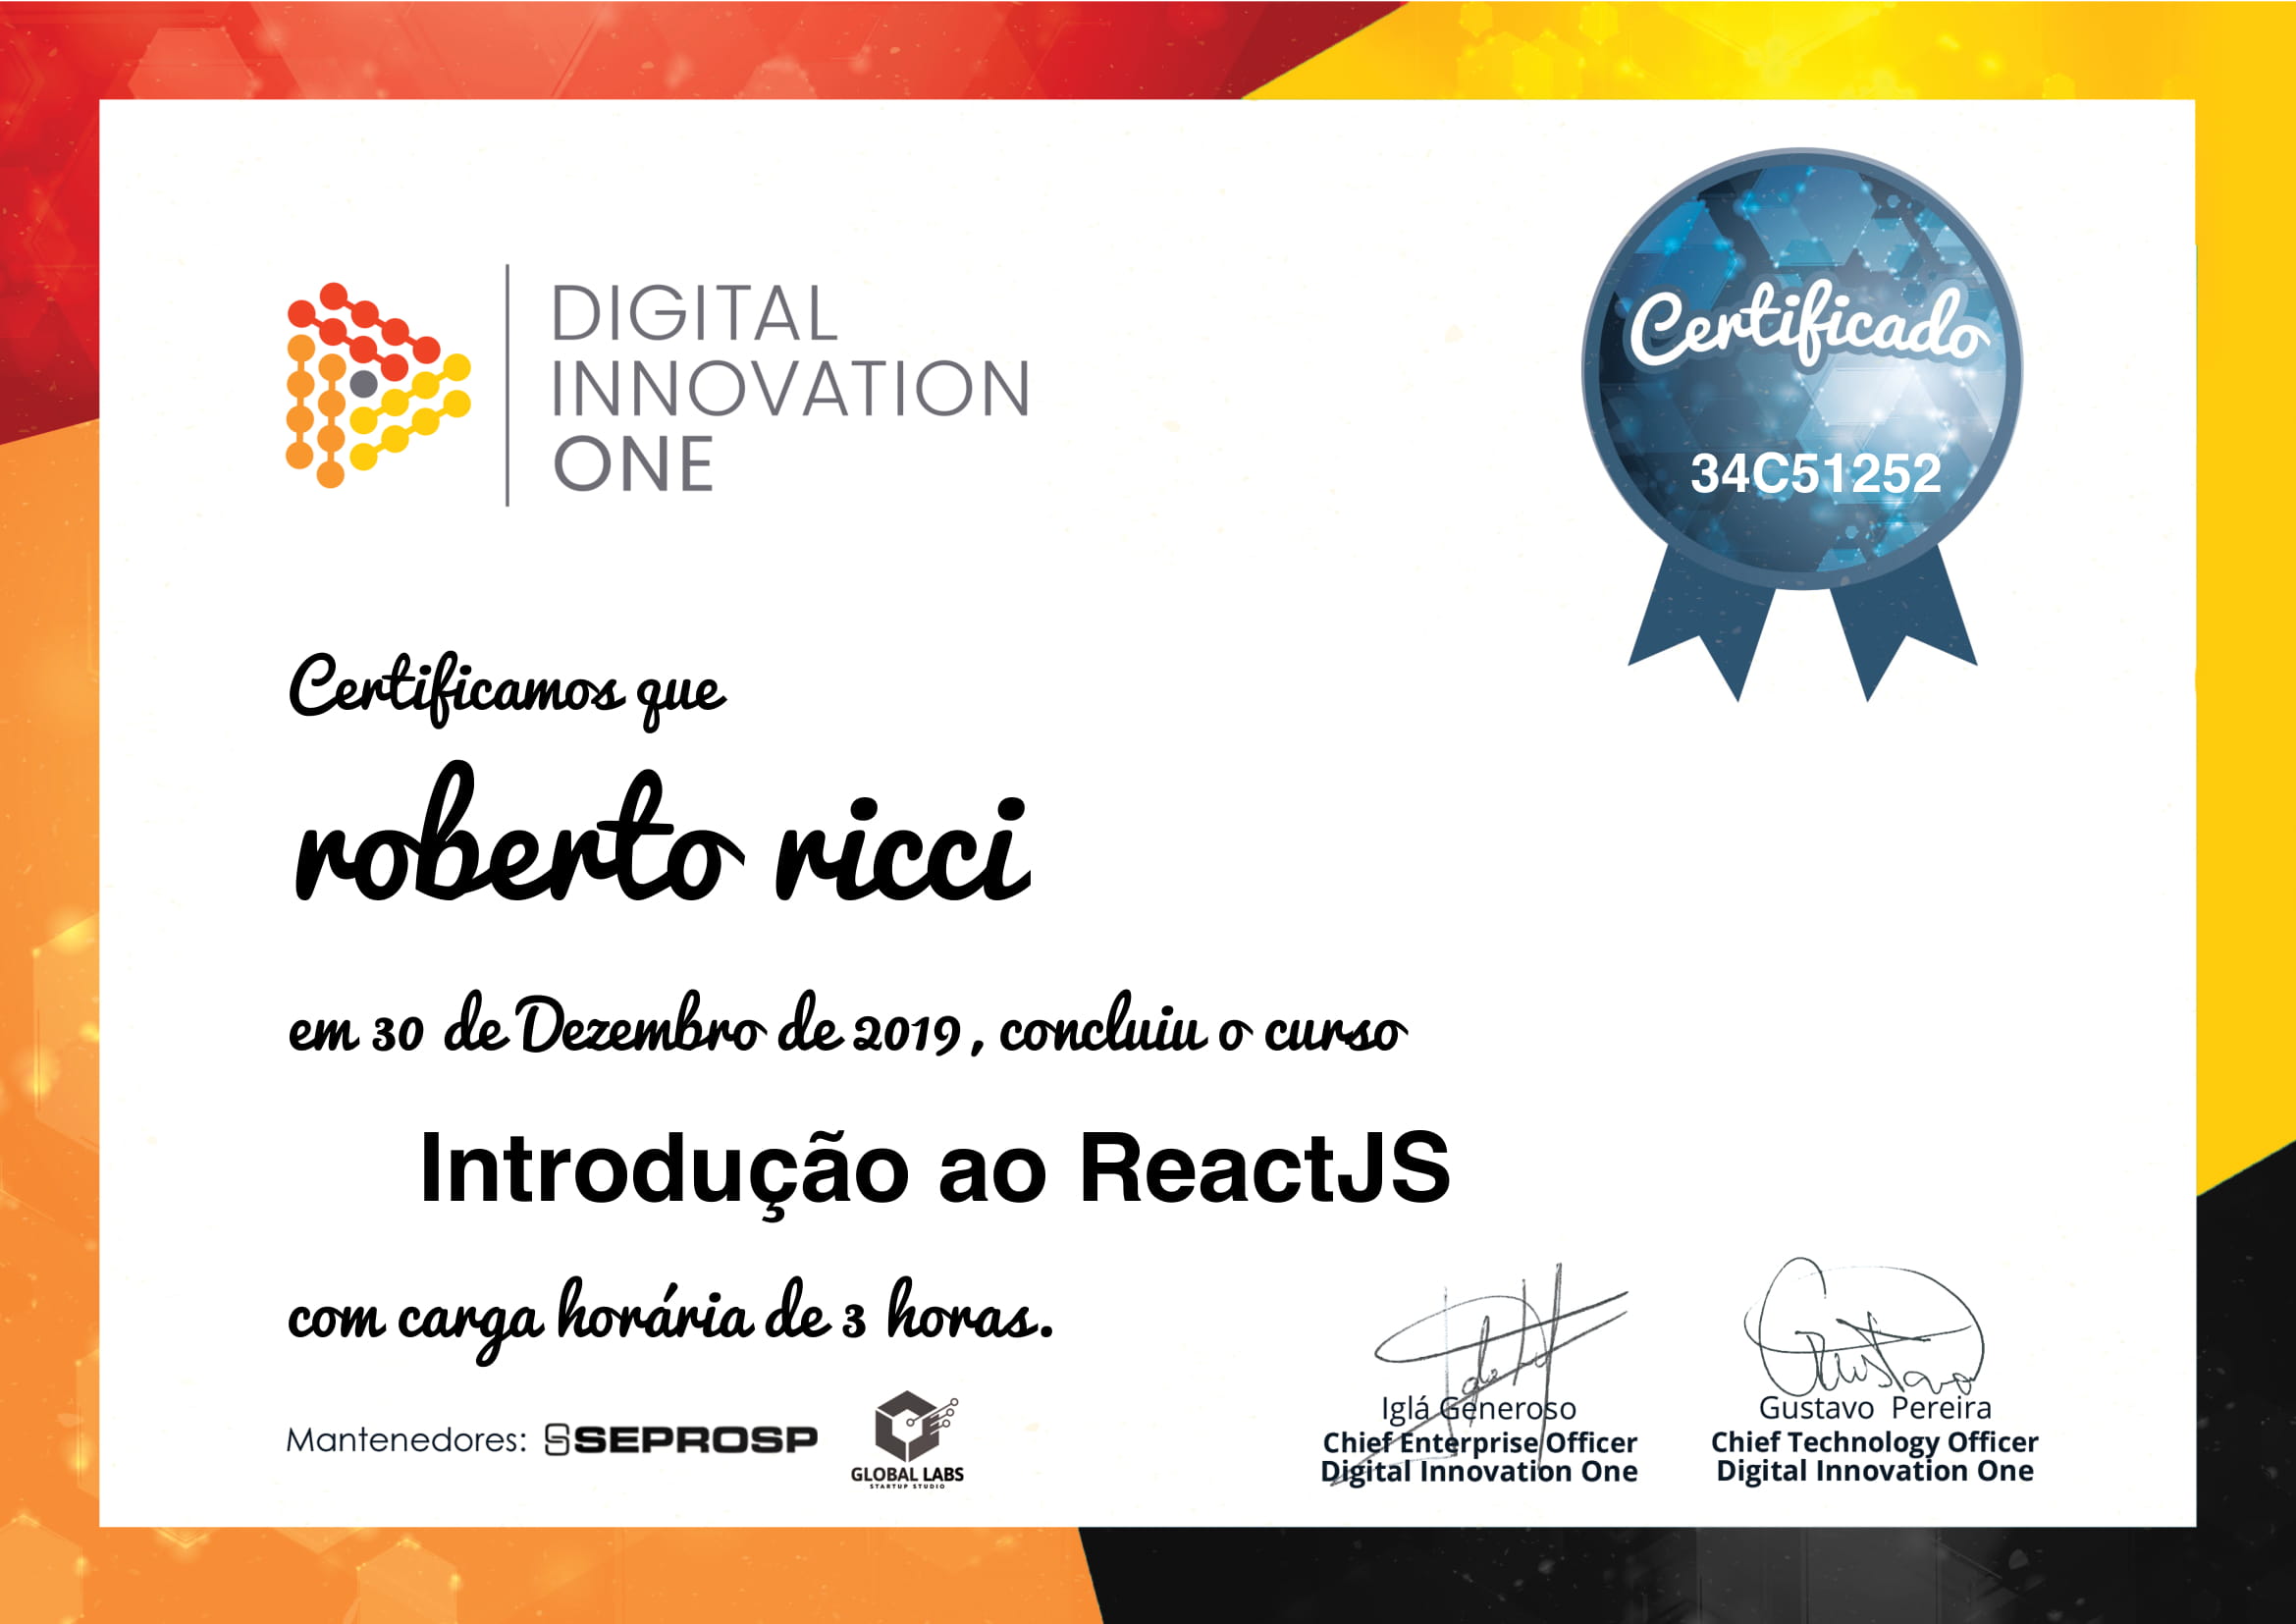 DIGITAL
INNOVATION
ONE
Certificado
34C51252
Certificamos que
roberto ricci
em 30 de Dezembro de 2019, concluiu o curso
Introdução ao ReactJS
com carga horária de 3 horas.
Mantenedores: SEPROSP
GLOBAL LABS
STARTUP STUDIO
Iglá Generoso
Chief Enterprise Officer
Digital Innovation One
Gustavo
Gustavo Pereira
Chief Technology Officer
Digital Innovation One